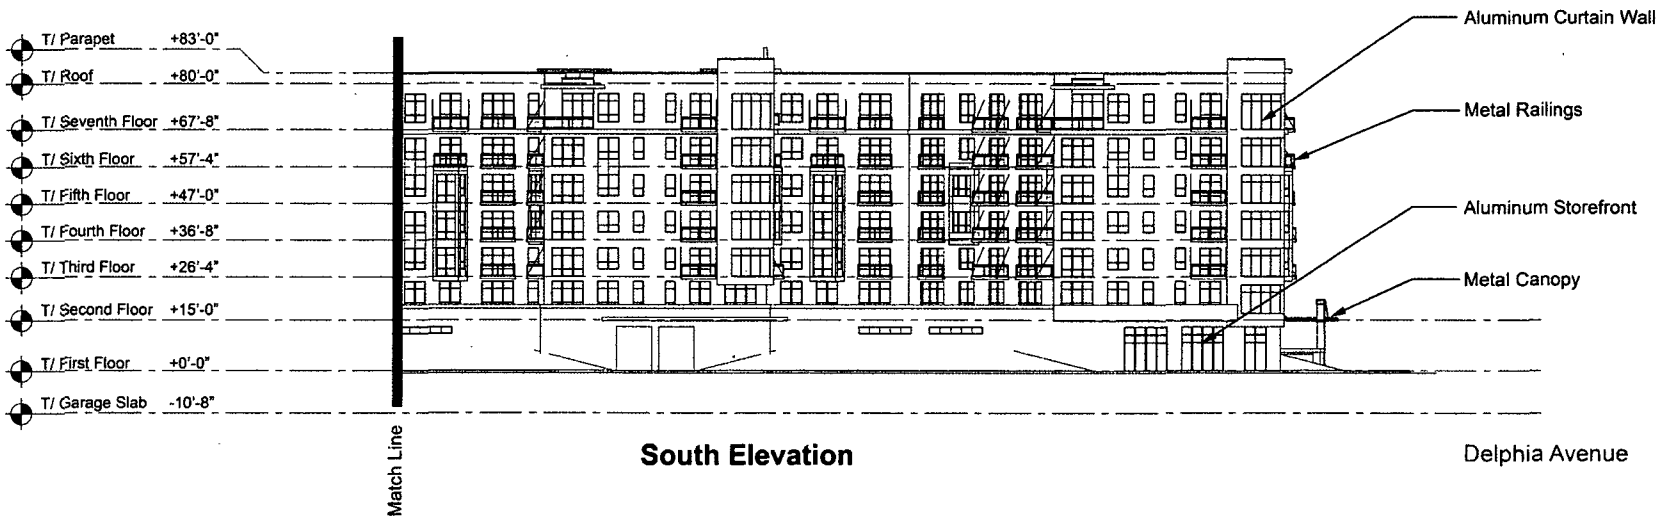 T/ Parapet +83'-0"
T/ Roof +80'-0"
T/ Seventh Floor +67'-8"
T/ Sixth Floor +57'-4"
T/ Fifth Floor +47'-0"
T/ Fourth Floor +36'-8"
T/ Third Floor +26'-4"
T/ Second Floor +15'-0"
T/ First Floor +0'-0"
T/ Garage Slab -10'-8"
Match Line
Aluminum Curtain Wall
Metal Railings
Aluminum Storefront
Metal Canopy
South Elevation
Delphia Avenue